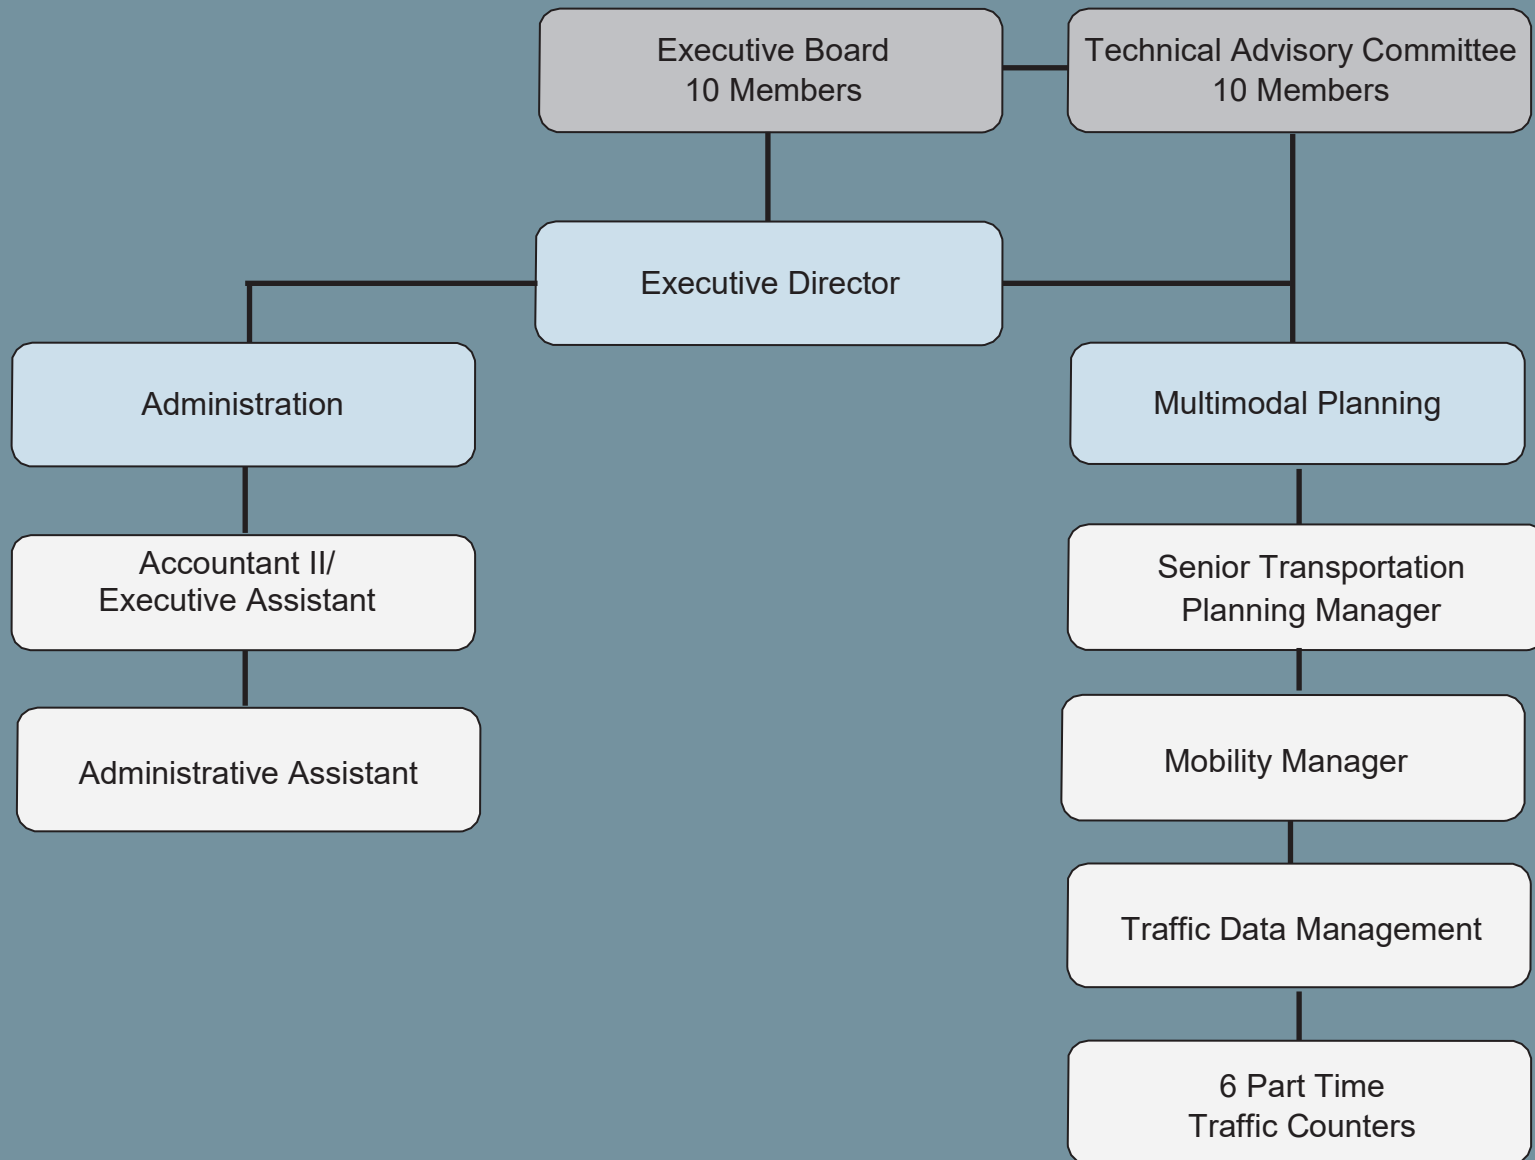 Executive Board
10 Members
Technical Advisory Committee
10 Members
Executive Director
Administration
Multimodal Planning
Accountant II/
Executive Assistant
Senior Transportation
Planning Manager
Administrative Assistant
Mobility Manager
Traffic Data Management
6 Part Time
Traffic Counters